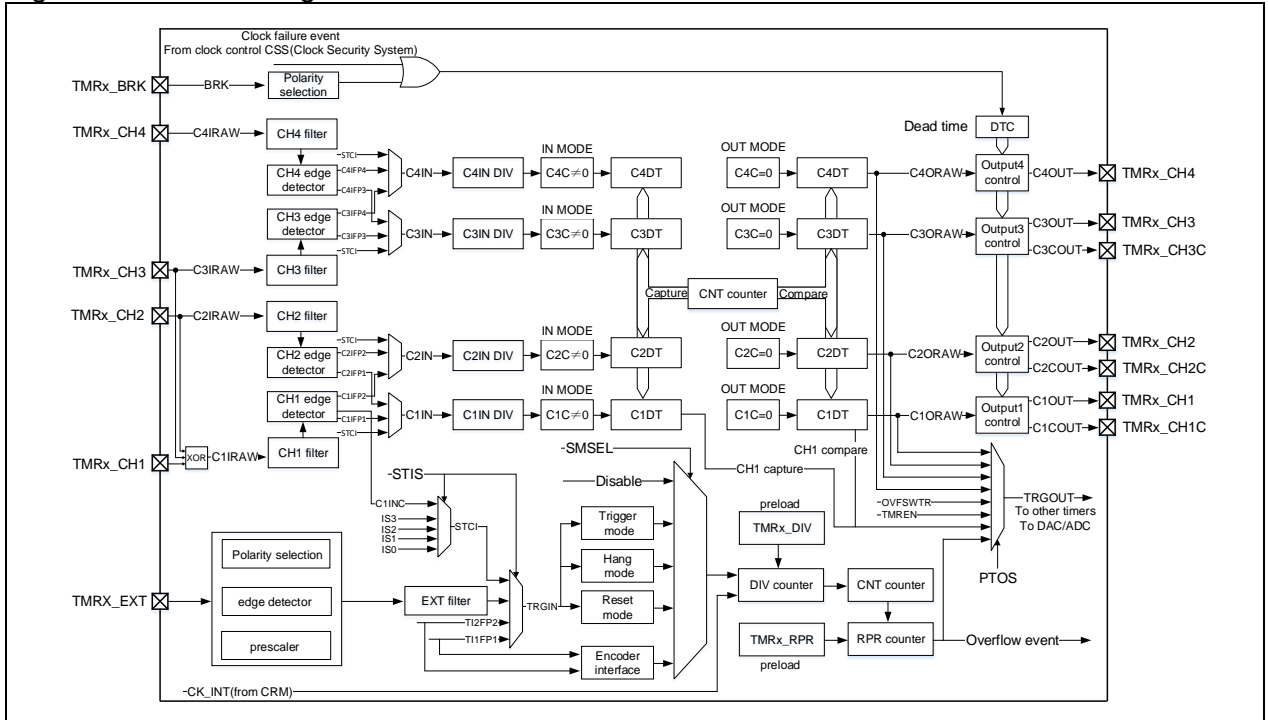 Clock failure event
From clock control CSS(Clock Security System)
TMRx_BRK
BRK
Polarity selection
TMRx_CH4
C4IRAW
CH4 filter
Dead time
DTC
STCI
C4IFP4
C4IFP3
CH4 edge detector
C4IN
C4IN DIV
IN MODE
C4C≠0
C4DT
OUT MODE
C4C=0
C4DT
C4ORAW
Output4 control
C4OUT
TMRx_CH4
CH3 edge detector
C3IFP4
C3IFP3
STCI
C3IN
C3IN DIV
IN MODE
C3C≠0
C3DT
OUT MODE
C3C=0
C3DT
C3ORAW
Output3 control
C3OUT
TMRx_CH3
C3COUT
TMRx_CH3C
TMRx_CH3
C3IRAW
CH3 filter
Capture
CNT counter
Compare
TMRx_CH2
C2IRAW
CH2 filter
STCI
C2IFP2
C2IFP1
CH2 edge detector
C2IN
C2IN DIV
IN MODE
C2C≠0
C2DT
OUT MODE
C2C=0
C2DT
C2ORAW
Output2 control
C2OUT
TMRx_CH2
C2COUT
TMRx_CH2C
CH1 edge detector
C1IFP2
C1IFP1
STCI
C1IN
C1IN DIV
IN MODE
C1C≠0
C1DT
OUT MODE
C1C=0
C1DT
C1ORAW
Output1 control
C1OUT
TMRx_CH1
C1COUT
TMRx_CH1C
TMRx_CH1
XOR
C1IRAW
CH1 filter
SMSEL
CH1 compare
CH1 capture
STIS
Disable
C1INC
IS3
IS2
IS1
IS0
STCI
Trigger mode
preload
TMRx_DIV
OVFSWTR
TMREN
TRGOUT
To other timers
To DAC/ADC
PTOS
Polarity selection
Hang mode
DIV counter
CNT counter
TMRX_EXT
edge detector
EXT filter
TRGIN
Reset mode
TI2FP2
TI1FP1
prescaler
Encoder interface
TMRx_RPR
preload
RPR counter
Overflow event
CK_INT(from CRM)